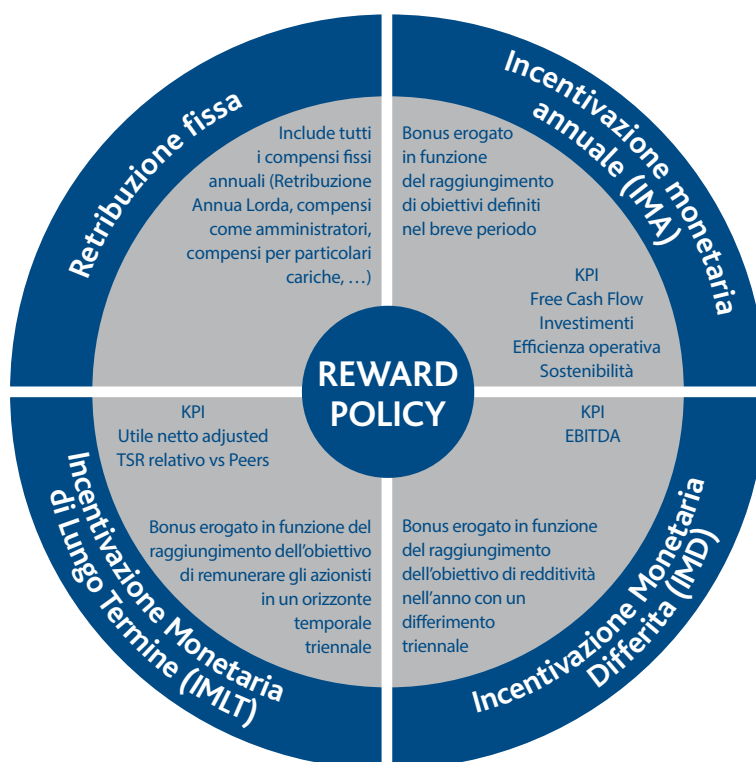 Retribuzione fissa
Include tutti
i compensi fissi
annuali (Retribuzione
Annua Lorda, compensi
come amministratori,
compensi per particolari
cariche, …)
Incentivazione monetaria
annuale (IMA)
Bonus erogato
in funzione
del raggiungimento
di obiettivi definiti
nel breve periodo
KPI
Free Cash Flow
Investimenti
Efficienza operativa
Sostenibilità
REWARD
POLICY
KPI
Utile netto adjusted
TSR relativo vs Peers
Bonus erogato in funzione del
raggiungimento dell’obiettivo
di remunerare gli azionisti
in un orizzonte
temporale
triennale
Incentivazione Monetaria
di Lungo Termine (IMLT)
KPI
EBITDA
Bonus erogato in funzione
del raggiungimento
dell’obiettivo di redditività
nell’anno con un
differimento
triennale
Incentivazione Monetaria
Differita (IMD)